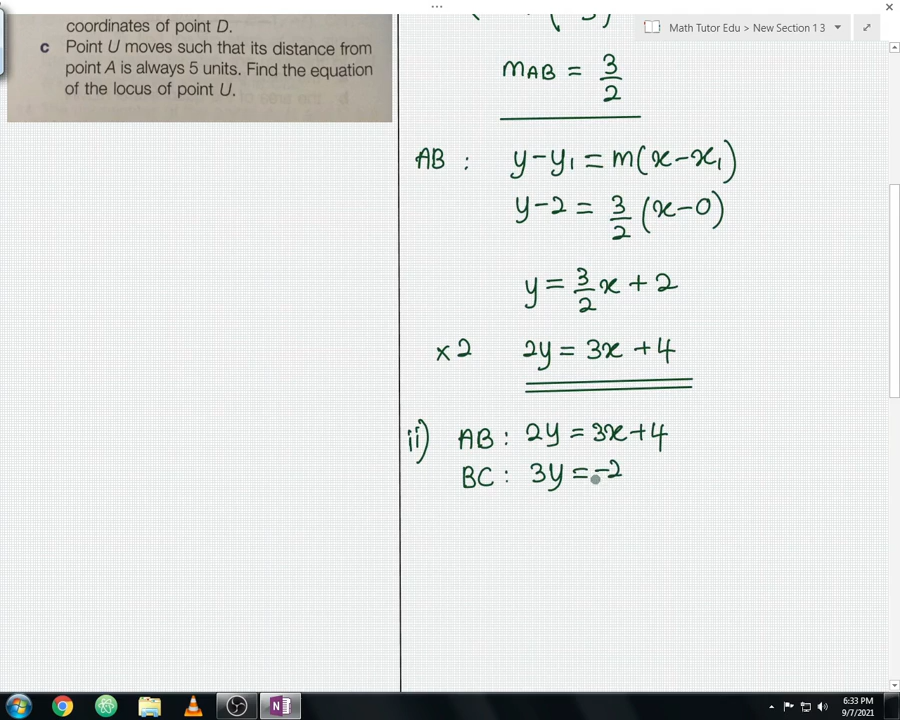 coordinates of point D.
c Point U moves such that its distance from
point A is always 5 units. Find the equation
of the locus of point U.
Math Tutor Edu > New Section 13
mAB = 3/2
AB : y-y₁ = m(x-x₁)
y-2 = 3/2 (x-0)
y = 3/2 x + 2
x2 2y = 3x + 4
ii) AB : 2y = 3x+4
BC : 3y = -2
6:33 PM
9/7/2021